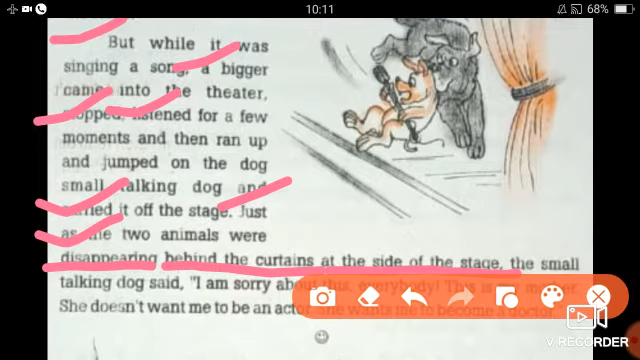 10:11
68%
But while it was
singing a song, a bigger
came into the theater,
stopped, listened for a few
moments and then ran up
and jumped on the dog
small talking dog and
carried it off the stage. Just
as the two animals were
disappearing behind the curtains at the side of the stage, the small
talking dog said, "I am sorry about this, everybody! This is my mother.
She doesn't want me to be an actor. She wants me to become a doctor."
V.RECORDER